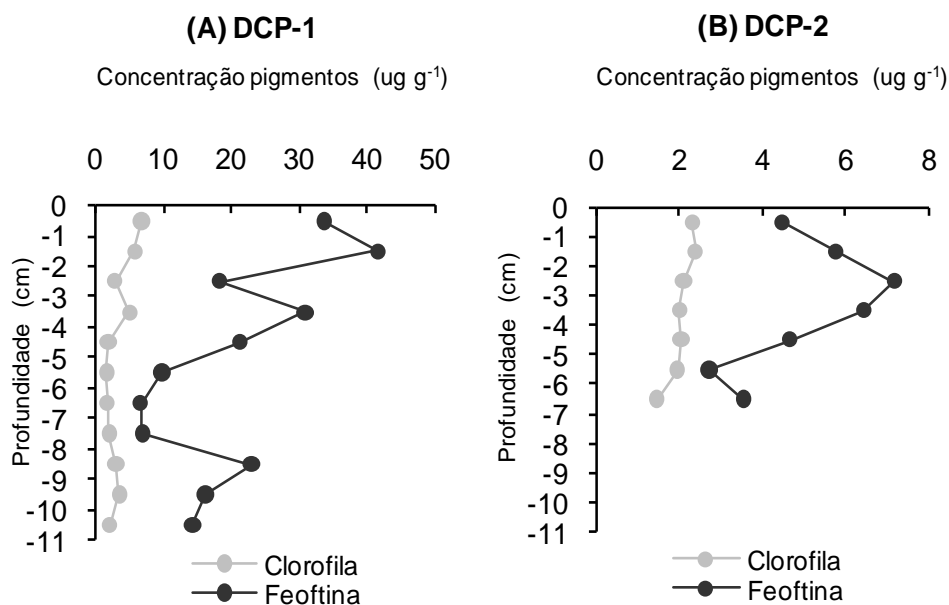 (A) DCP-1
Concentração pigmentos (ug g-1)
0 10 20 30 40 50
0
-1
-2
-3
-4
-5
-6
-7
-8
-9
-10
-11
Profundidade (cm)
Clorofila
Feoftina
(B) DCP-2
Concentração pigmentos (ug g-1)
0 2 4 6 8
0
-1
-2
-3
-4
-5
-6
-7
-8
-9
-10
-11
Profundidade (cm)
Clorofila
Feoftina